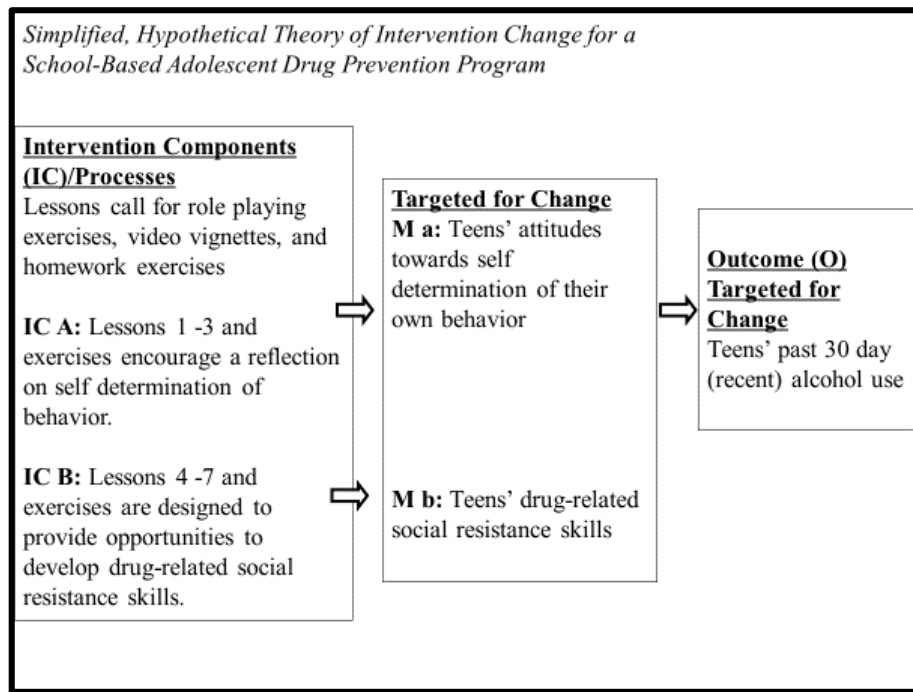 Simplified, Hypothetical Theory of Intervention Change for a
School-Based Adolescent Drug Prevention Program
Intervention Components
(IC)/Processes
Lessons call for role playing
exercises, video vignettes, and
homework exercises
IC A: Lessons 1 -3 and
exercises encourage a reflection
on self determination of
behavior.
IC B: Lessons 4 -7 and
exercises are designed to
provide opportunities to
develop drug-related social
resistance skills.
Targeted for Change
M a: Teens' attitudes
towards self
determination of their
own behavior
M b: Teens' drug-related
social resistance skills
Outcome (O)
Targeted for
Change
Teens' past 30 day
(recent) alcohol use